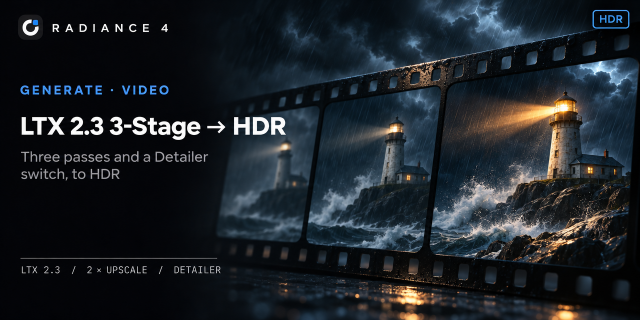 RADIANCE 4
HDR
GENERATE · VIDEO
LTX 2.3 3-Stage → HDR
Three passes and a Detailer
switch, to HDR
LTX 2.3 / 2× UPSCALE / DETAILER